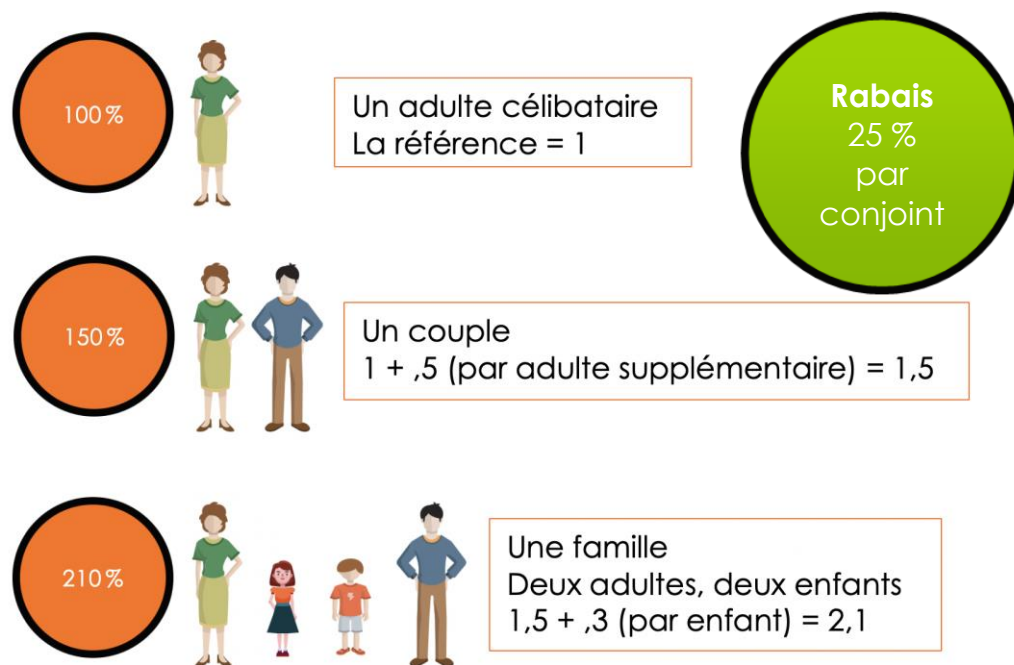 100 %
Un adulte célibataire
La référence = 1
Rabais
25 %
par
conjoint
150 %
Un couple
1 + ,5 (par adulte supplémentaire) = 1,5
210 %
Une famille
Deux adultes, deux enfants
1,5 + ,3 (par enfant) = 2,1